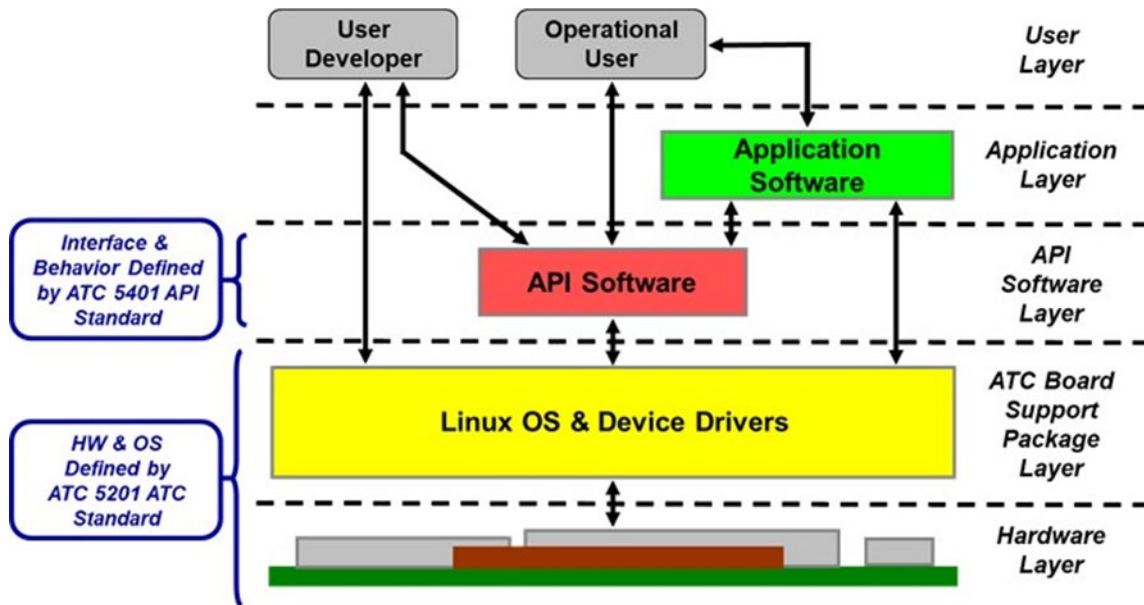 User
Developer
Operational
User
User
Layer
Application
Software
Application
Layer
Interface &
Behavior Defined
by ATC 5401 API
Standard
API Software
API
Software
Layer
HW & OS
Defined by
ATC 5201 ATC
Standard
Linux OS & Device Drivers
ATC Board
Support
Package
Layer
Hardware
Layer